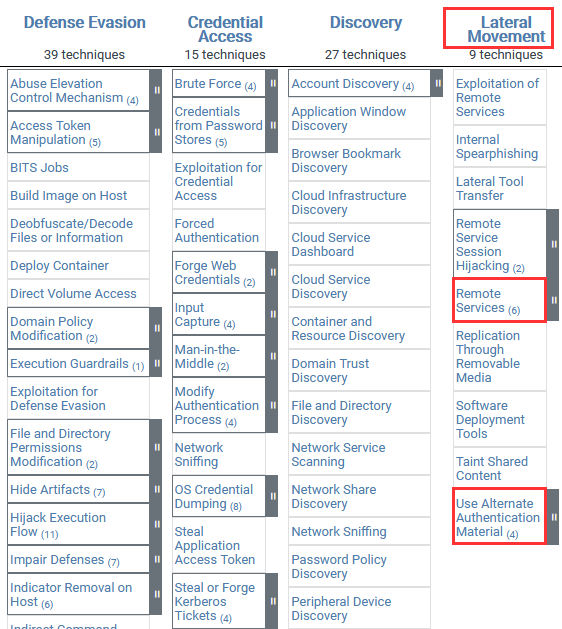 Defense Evasion
39 techniques
Abuse Elevation
Control Mechanism (4)
Access Token
Manipulation (5)
BITS Jobs
Build Image on Host
Deobfuscate/Decode
Files or Information
Deploy Container
Direct Volume Access
Domain Policy
Modification (2)
Execution Guardrails (1)
Exploitation for
Defense Evasion
File and Directory
Permissions
Modification (2)
Hide Artifacts (7)
Hijack Execution
Flow (11)
Impair Defenses (7)
Indicator Removal on
Host (6)
Indirect Command
Credential
Access
15 techniques
Brute Force (4)
Credentials
from Password
Stores (5)
Exploitation for
Credential
Access
Forced
Authentication
Forge Web
Credentials (2)
Input
Capture (4)
Man-in-the-
Middle (2)
Modify
Authentication
Process (4)
Network
Sniffing
OS Credential
Dumping (8)
Steal
Application
Access Token
Steal or Forge
Kerberos
Tickets (4)
Discovery
27 techniques
Account Discovery (4)
Application Window
Discovery
Browser Bookmark
Discovery
Cloud Infrastructure
Discovery
Cloud Service
Dashboard
Cloud Service
Discovery
Container and
Resource Discovery
Domain Trust
Discovery
File and Directory
Discovery
Network Service
Scanning
Network Share
Discovery
Network Sniffing
Password Policy
Discovery
Peripheral Device
Discovery
Lateral
Movement
9 techniques
Exploitation of
Remote
Services
Internal
Spearphishing
Lateral Tool
Transfer
Remote
Service
Session
Hijacking (2)
Remote
Services (6)
Replication
Through
Removable
Media
Software
Deployment
Tools
Taint Shared
Content
Use Alternate
Authentication
Material (4)